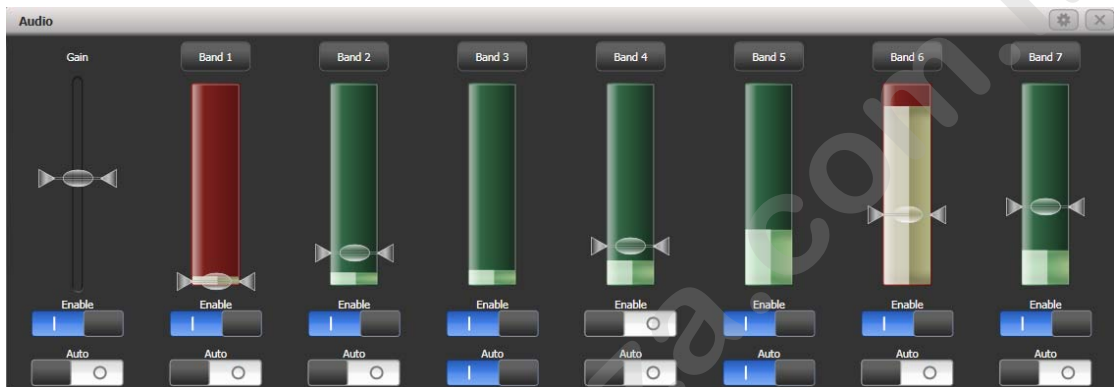 Audio
Gain Band 1 Band 2 Band 3 Band 4 Band 5 Band 6 Band 7
Enable Enable Enable Enable Enable Enable Enable Enable
Auto Auto Auto Auto Auto Auto Auto Auto